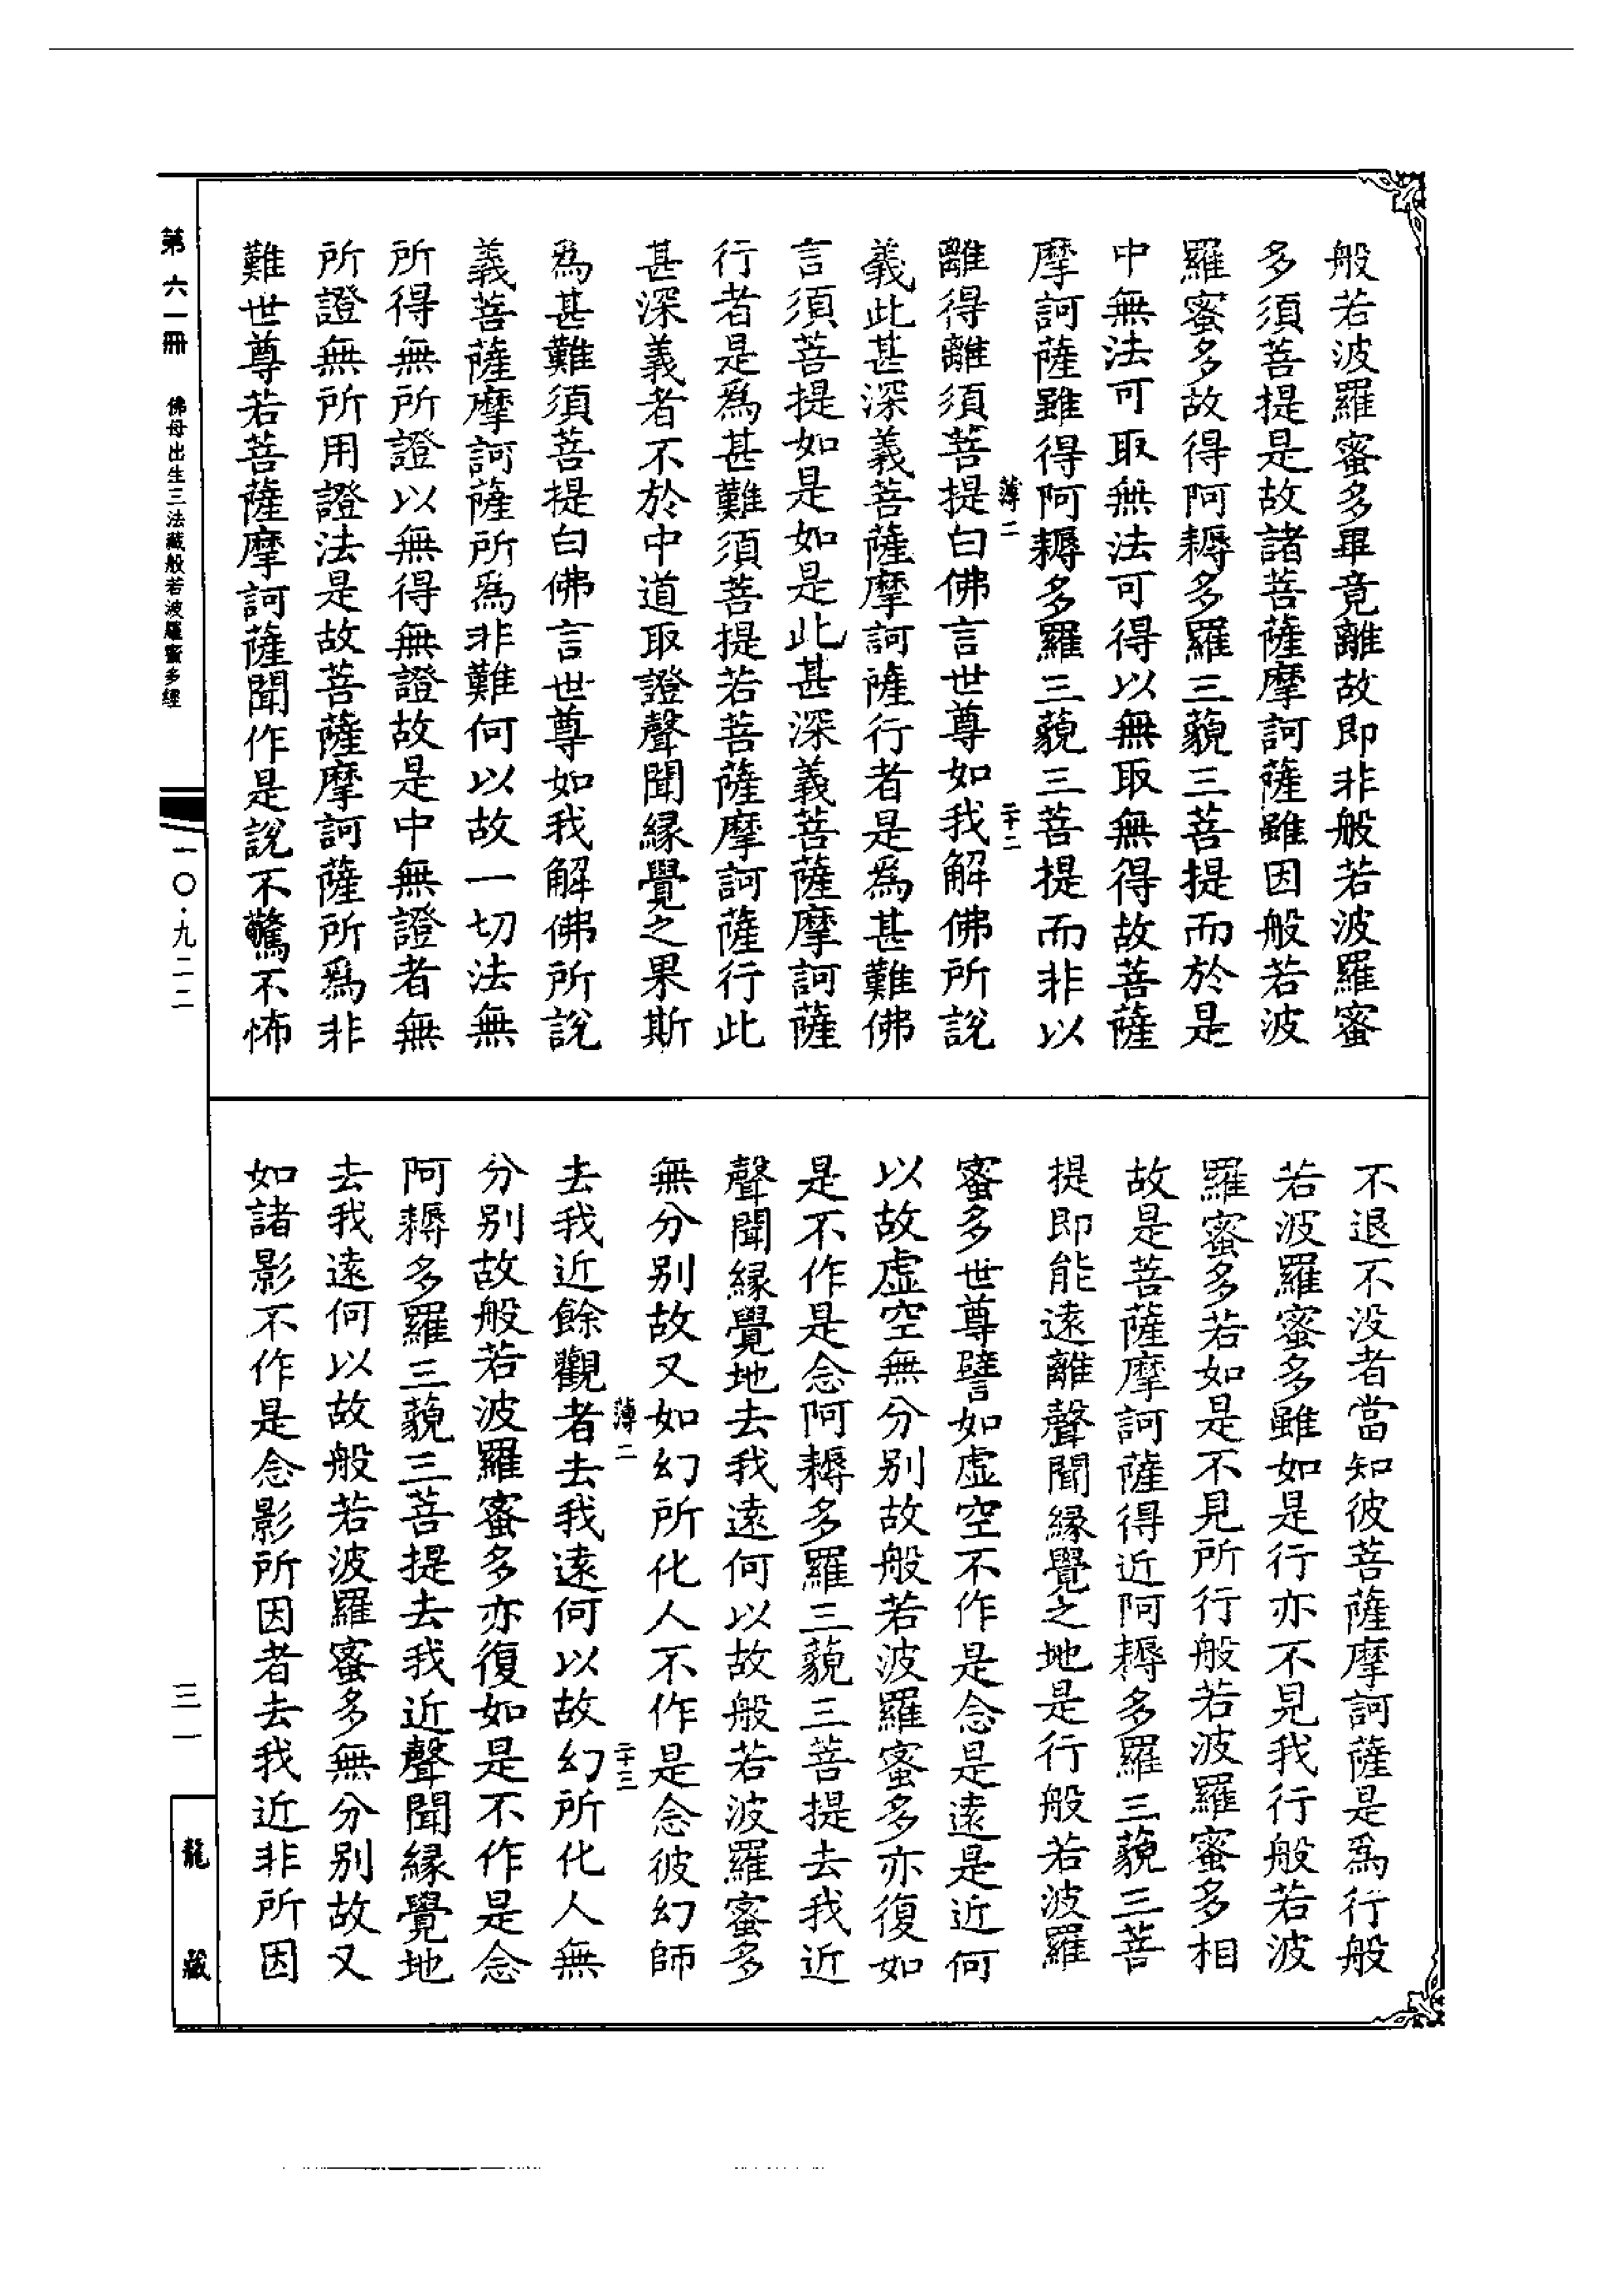 般若波羅蜜多畢竟離故即非般若波羅蜜
多須菩提是故諸菩薩摩訶薩雖因般若波
羅蜜多故得阿耨多羅三藐三菩提而於是
中無法可取無法可得以無取無得故菩薩
摩訶薩雖得阿耨多羅三藐三菩提而非以
薄二 二十二
離得離須菩提白佛言世尊如我解佛所說
義此甚深義菩薩摩訶薩行者是爲甚難佛
言須菩提如是如是此甚深義菩薩摩訶薩
行者是爲甚難須菩提若菩薩摩訶薩行此
甚深義者不於中道取證聲聞緣覺之果斯
爲甚難須菩提白佛言世尊如我解佛所說
義菩薩摩訶薩所爲非難何以故一切法無
所得無所證以無得無證故是中無證者無
所證無所用證法是故菩薩摩訶薩所爲非
難世尊若菩薩摩訶薩聞作是說不驚不怖
不退不没者當知彼菩薩摩訶薩是爲行般
若波羅蜜多雖如是行亦不見我行般若波
羅蜜多若如是不見所行般若波羅蜜多相
故是菩薩摩訶薩得近阿耨多羅三藐三菩
提即能遠離聲聞緣覺之地是行般若波羅
蜜多世尊譬如虛空不作是念是遠是近何
以故虛空無分別故般若波羅蜜多亦復如
是不作是念阿耨多羅三藐三菩提去我近
聲聞緣覺地去我遠何以故般若波羅蜜多
無分別故又如幻所化人不作是念彼幻師
薄二 二十三
去我近餘觀者去我遠何以故幻所化人無
分別故般若波羅蜜多亦復如是不作是念
阿耨多羅三藐三菩提去我近聲聞緣覺地
去我遠何以故般若波羅蜜多無分別故又
如諸影不作是念影所因者去我近非所因
第六一冊 佛母出生三法藏般若波羅蜜多經
一〇·九二二
三一
龍藏